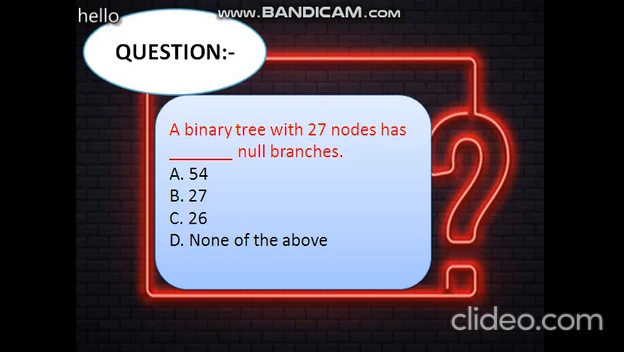 hello
www.BANDICAM.com
QUESTION:-
A binary tree with 27 nodes has
_______ null branches.
A. 54
B. 27
C. 26
D. None of the above
?
clideo.com